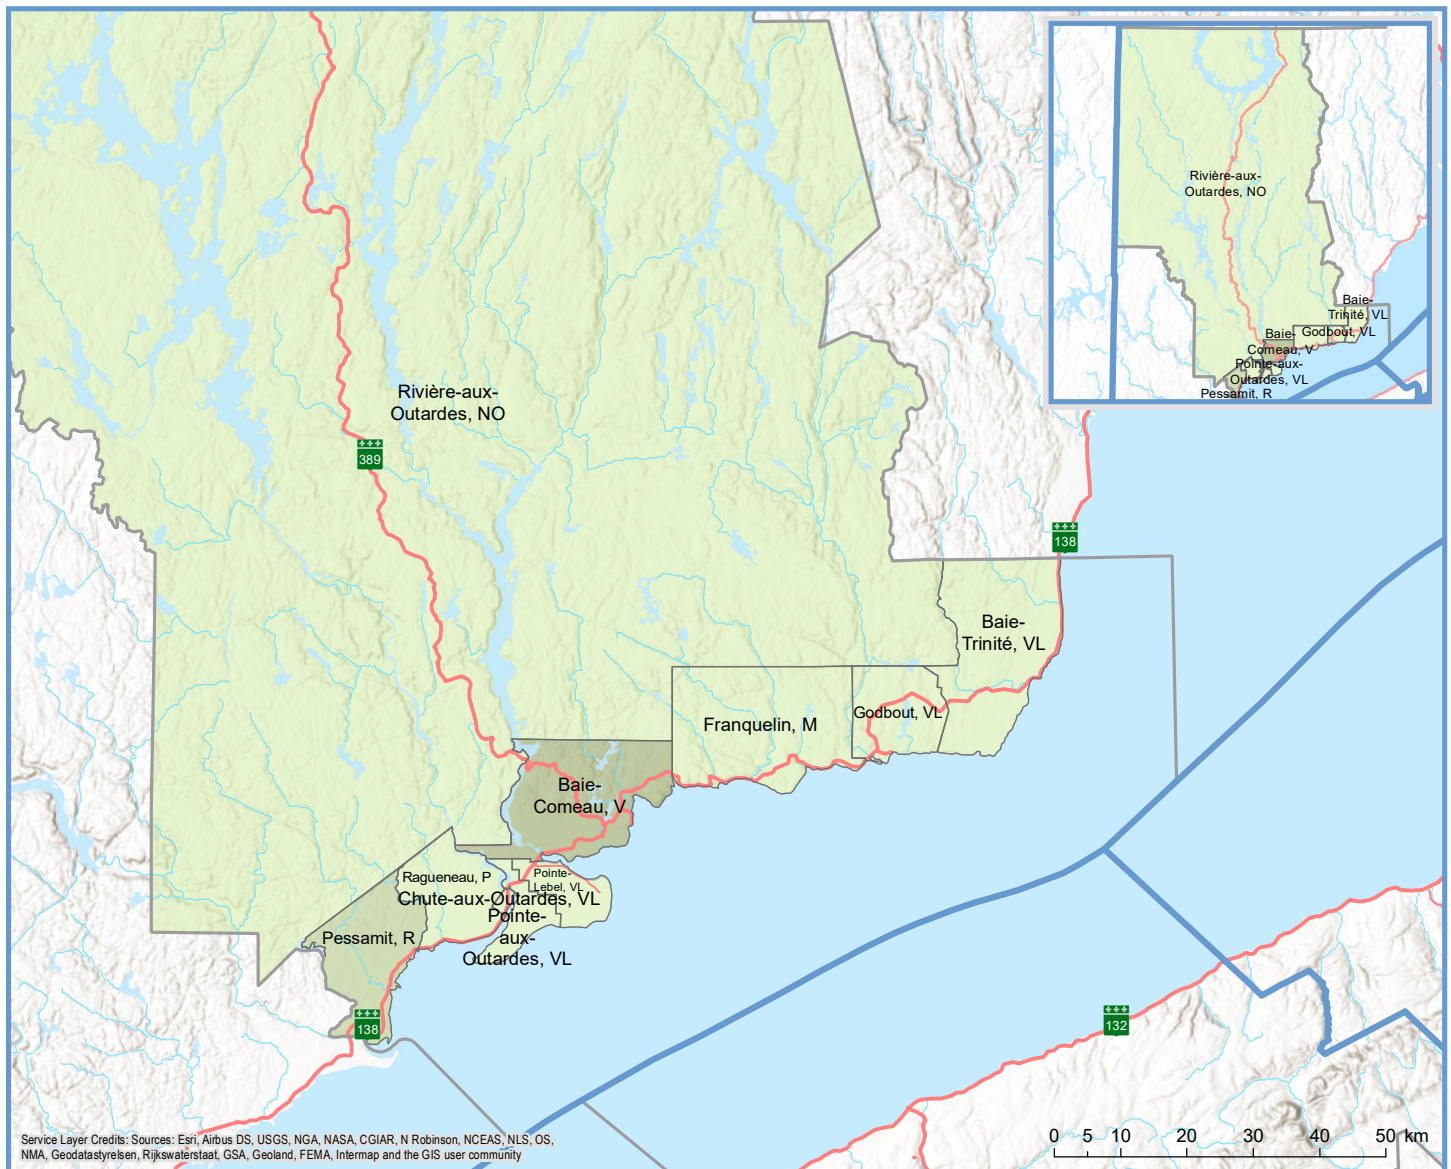 Rivière-aux-
Outardes, NO
Baie-
Trinité, VL
Godbout, VL
Baie-
Comeau, V
Pointe-aux-
Outardes, VL
Pessamit, R
Rivière-aux-
Outardes, NO
389
138
Baie-
Trinité, VL
Franquelin, M
Godbout, VL
Baie-
Comeau, V
Ragueneau, P
Pointe-
Lebel, VL
Chute-aux-Outardes, VL
Pointe-
aux-
Outardes, VL
Pessamit, R
138
132
0 5 10 20 30 40 50 km
Service Layer Credits: Sources: Esri, Airbus DS, USGS, NGA, NASA, CGIAR, N Robinson, NCEAS, NLS, OS,
NMA, Geodatastyrelsen, Rijkswaterstaat, GSA, Geoland, FEMA, Intermap and the GIS user community